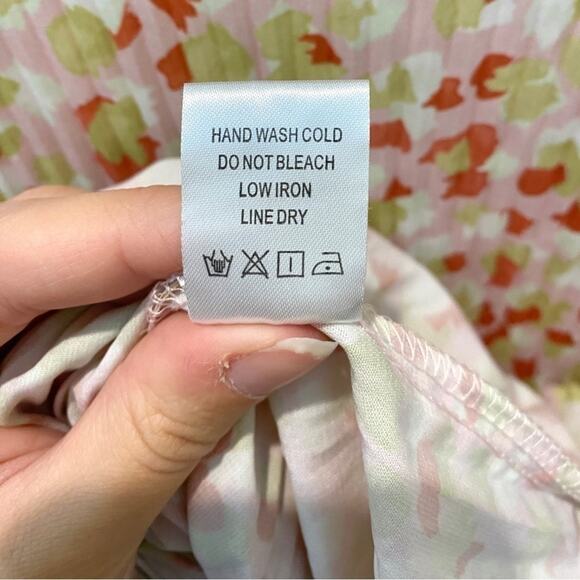 HAND WASH COLD
DO NOT BLEACH
LOW IRON
LINE DRY